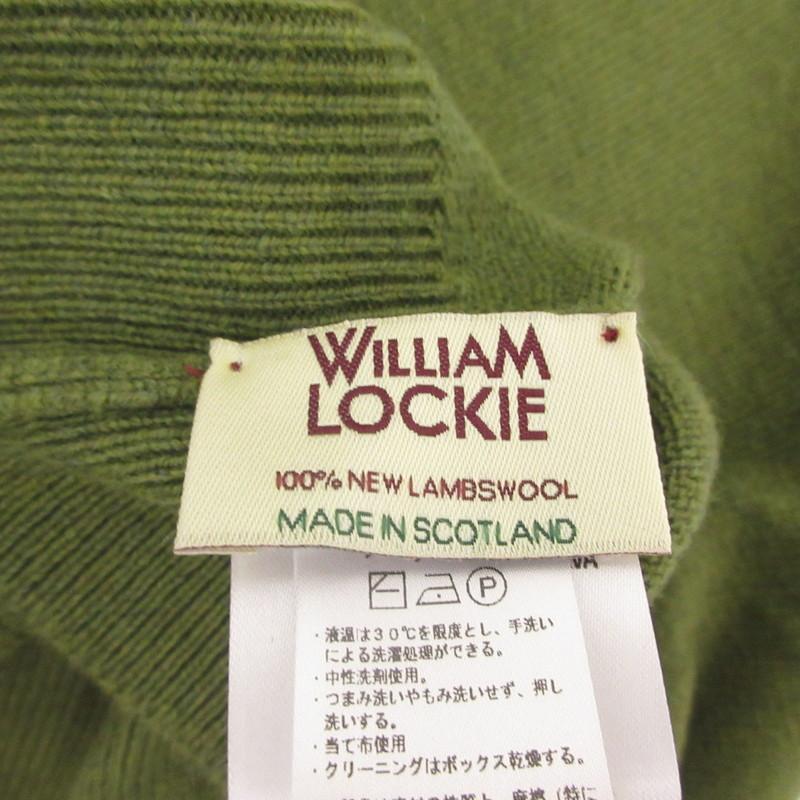 WILLIAM
LOCKIE
100% NEW LAMBSWOOL
MADE IN SCOTLAND
P
・液温は30℃を限度とし、手洗い
による洗濯処理ができる。
・中性洗剤使用。
・つまみ洗いやもみ洗いせず、押し
洗いする。
・当て布使用
・クリーニングはボックス乾燥する。